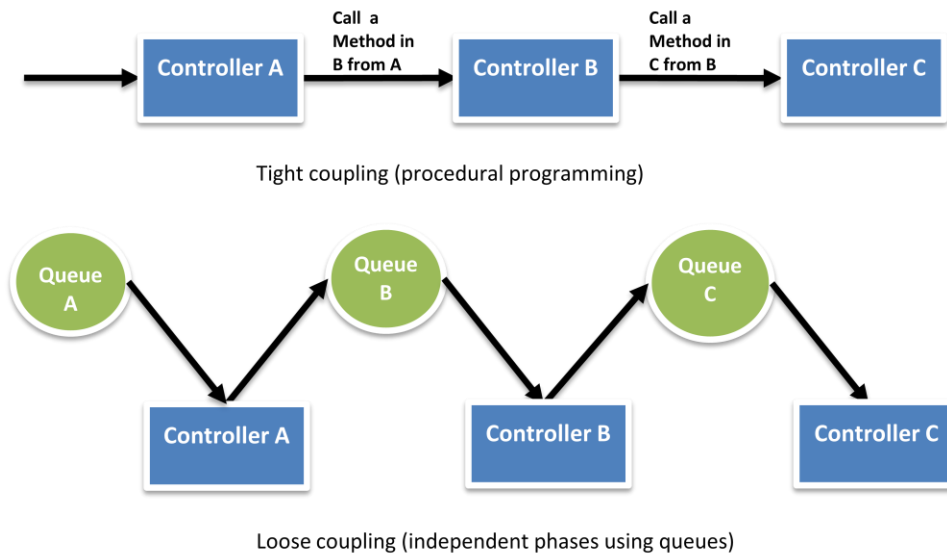 Call a
Method in
B from A
Call a
Method in
C from B
Controller A
Controller B
Controller C
Tight coupling (procedural programming)
Queue
A
Queue
B
Queue
C
Controller A
Controller B
Controller C
Loose coupling (independent phases using queues)